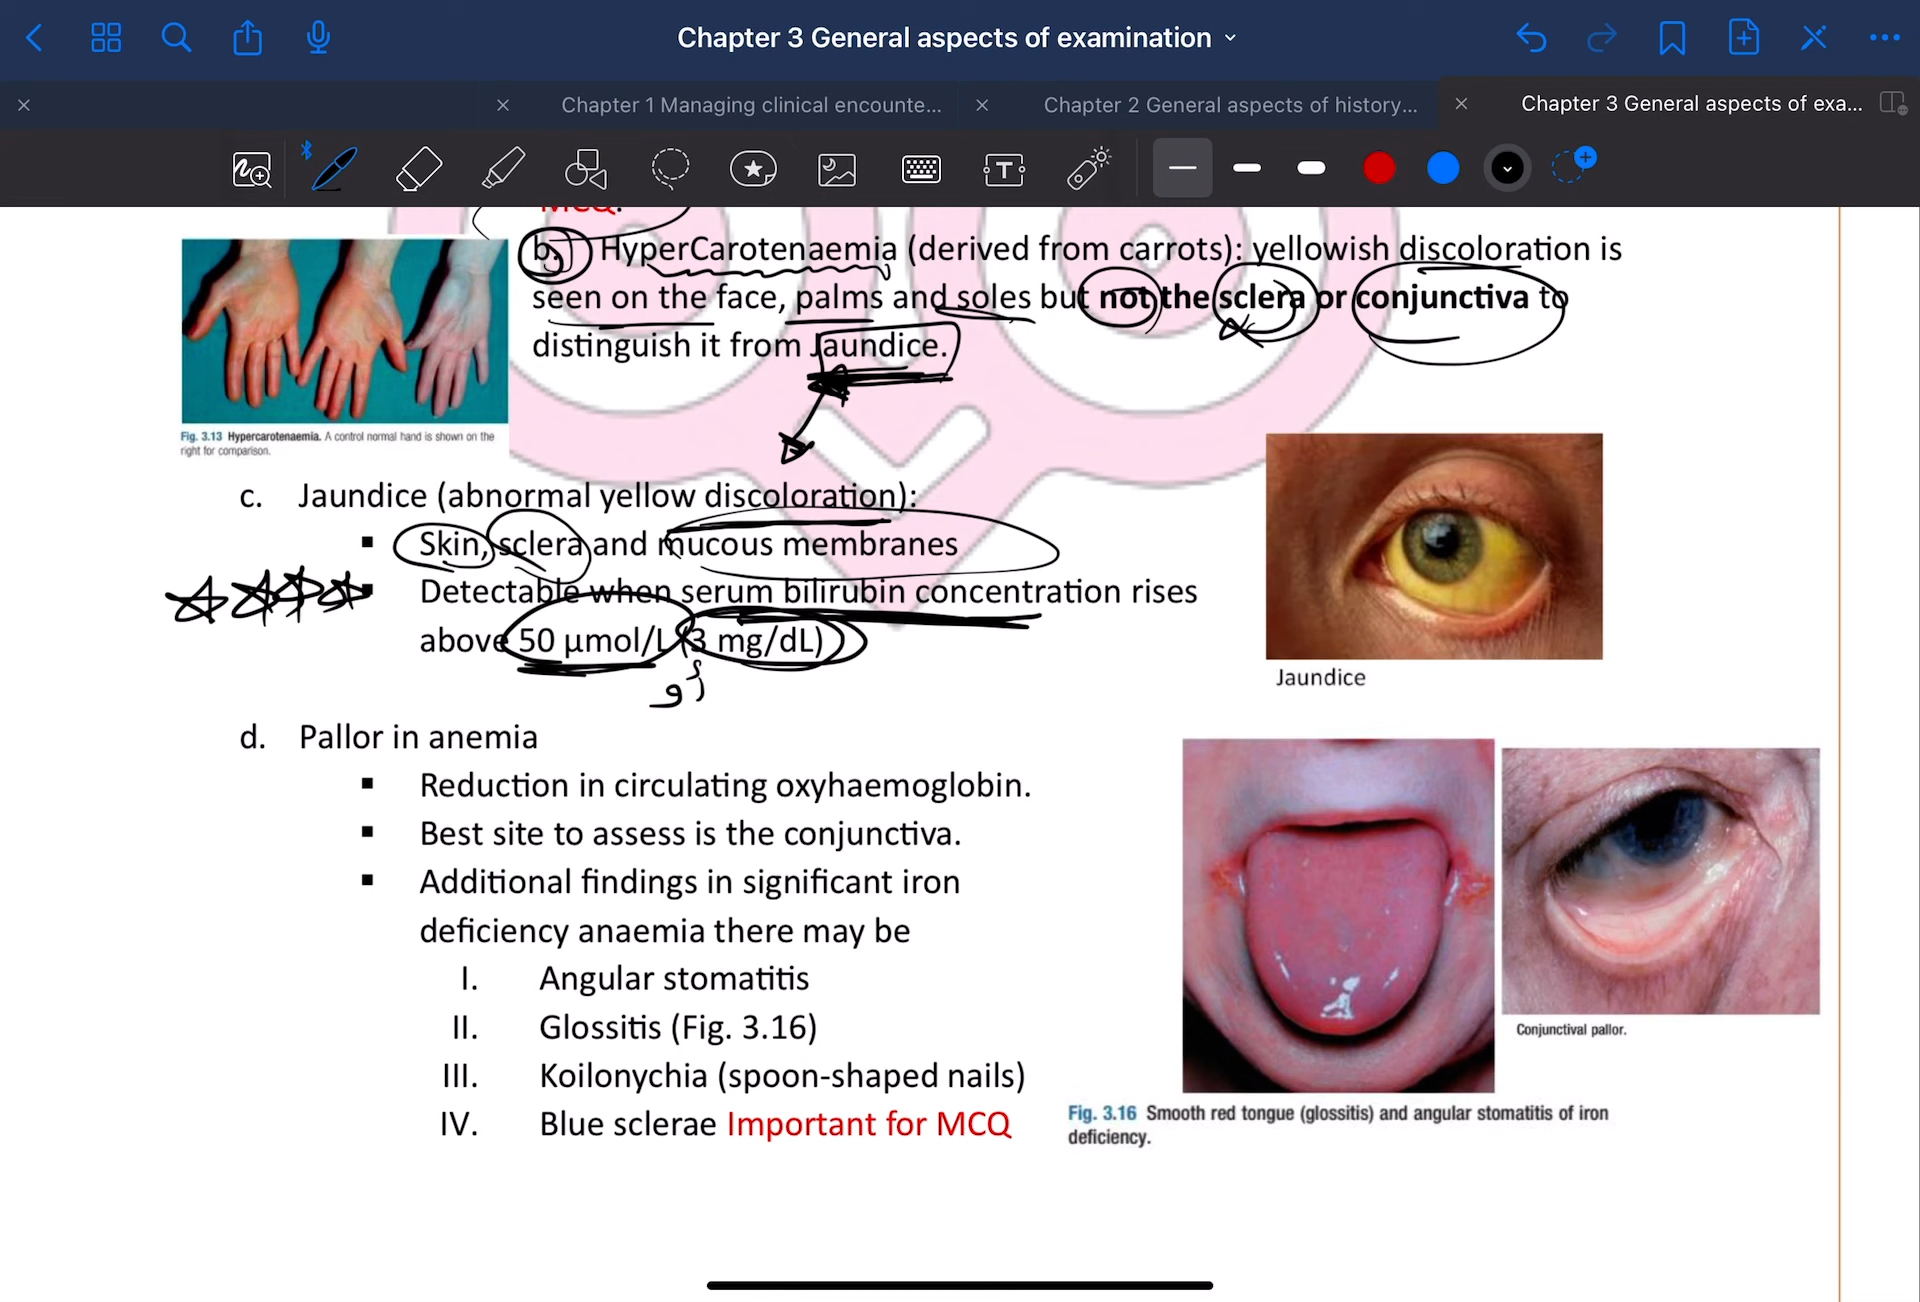 Chapter 3 General aspects of examination
Chapter 1 Managing clinical encounte...
Chapter 2 General aspects of history...
Chapter 3 General aspects of exa...
MCQ.
b. HyperCarotenaemia (derived from carrots): yellowish discoloration is
seen on the face, palms and soles but not the sclera or conjunctiva to
distinguish it from Jaundice.
Fig. 3.13 Hypercarotenaemia. A control normal hand is shown on the
right for comparison.
c. Jaundice (abnormal yellow discoloration):
▪ Skin, sclera and mucous membranes
▪ Detectable when serum bilirubin concentration rises
above 50 µmol/L (3 mg/dL)
Jaundice
d. Pallor in anemia
▪ Reduction in circulating oxyhaemoglobin.
▪ Best site to assess is the conjunctiva.
▪ Additional findings in significant iron
deficiency anaemia there may be
I. Angular stomatitis
II. Glossitis (Fig. 3.16)
III. Koilonychia (spoon-shaped nails)
IV. Blue sclerae Important for MCQ
Conjunctival pallor.
Fig. 3.16 Smooth red tongue (glossitis) and angular stomatitis of iron
deficiency.